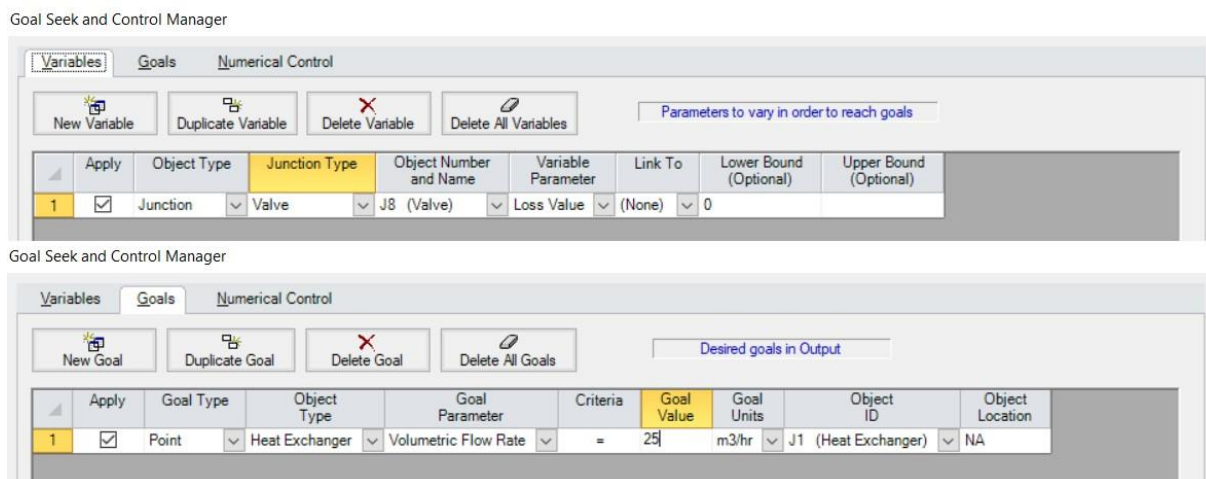 Goal Seek and Control Manager
Variables Goals Numerical Control
New Variable Duplicate Variable Delete Variable Delete All Variables Parameters to vary in order to reach goals
Apply Object Type Junction Type Object Number and Name Variable Parameter Link To Lower Bound (Optional) Upper Bound (Optional)
1 Junction Valve J8 (Valve) Loss Value (None) 0
Goal Seek and Control Manager
Variables Goals Numerical Control
New Goal Duplicate Goal Delete Goal Delete All Goals Desired goals in Output
Apply Goal Type Object Type Goal Parameter Criteria Goal Value Goal Units Object ID Object Location
1 Point Heat Exchanger Volumetric Flow Rate = 25 m3/hr J1 (Heat Exchanger) NA